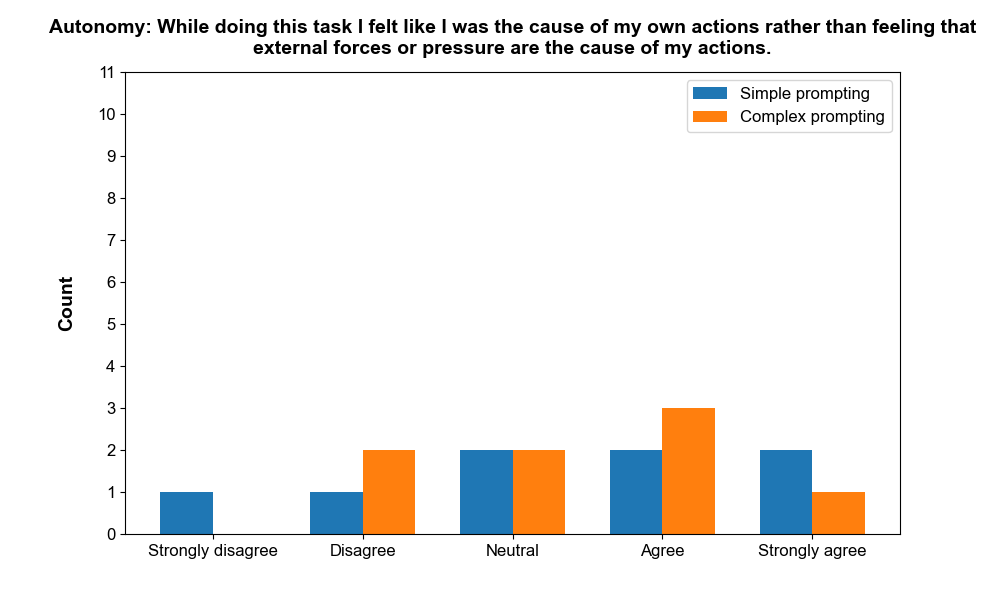 Autonomy: While doing this task I felt like I was the cause of my own actions rather than feeling that
external forces or pressure are the cause of my actions.
11
10
9
8
7
6
5
4
3
2
1
0
Count
Simple prompting
Complex prompting
Strongly disagree
Disagree
Neutral
Agree
Strongly agree